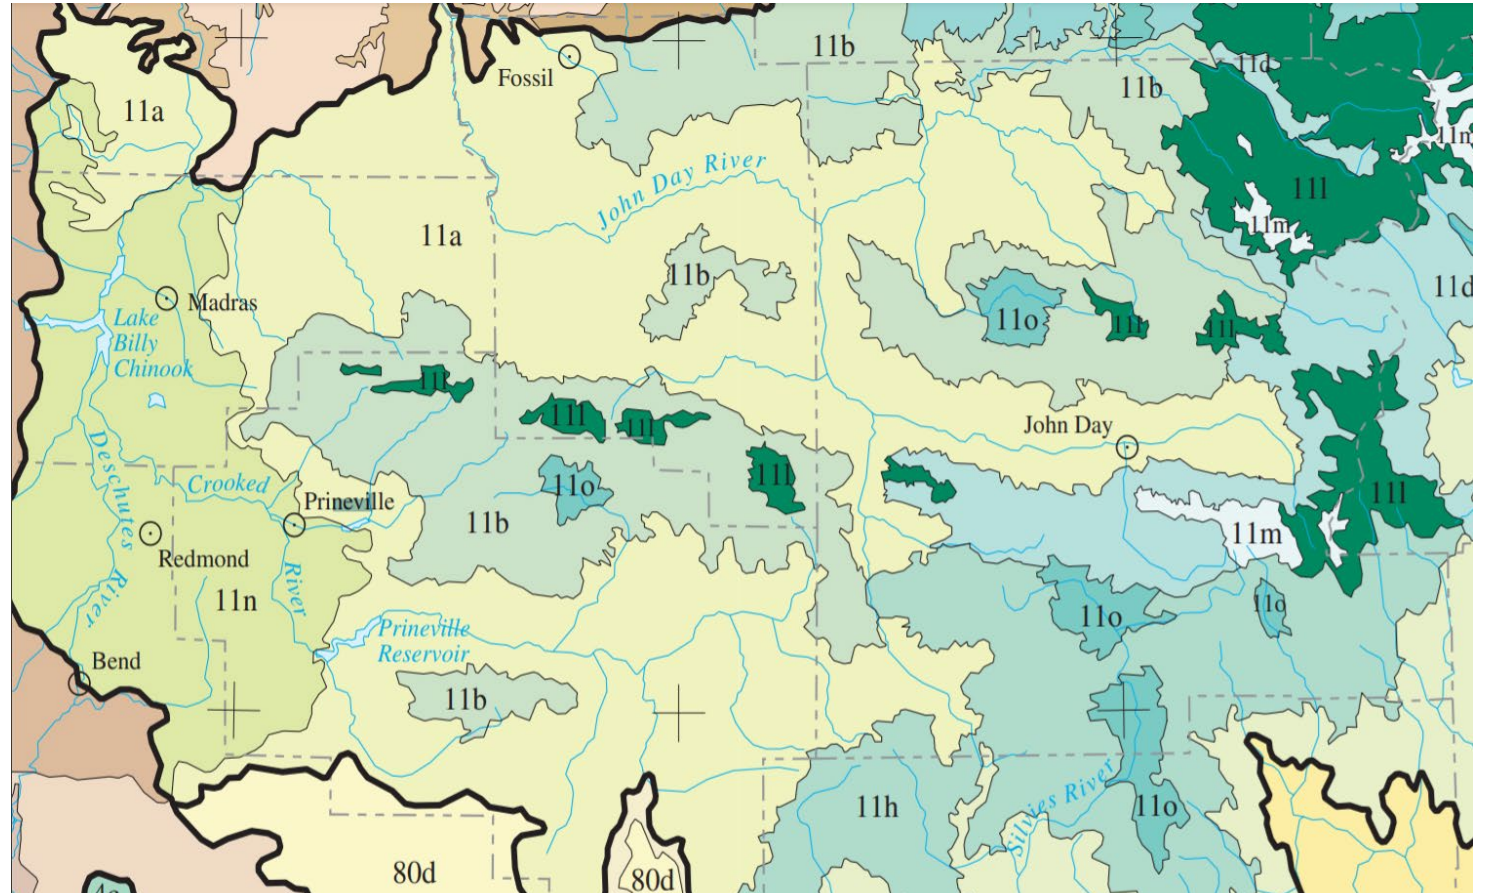 11b
11d
Fossil
11b
11a
11m
John Day River
11l
11m
11a
11b
11d
Madras
Lake
Billy
Chinook
11o
11l
11l
11l
11l
11l
John Day
Deschutes
River
Crooked
River
11o
11l
11l
Prineville
11b
11m
Redmond
11n
11o
11o
Prineville
Reservoir
Bend
11b
Silvies River
11h
11o
80d
80d